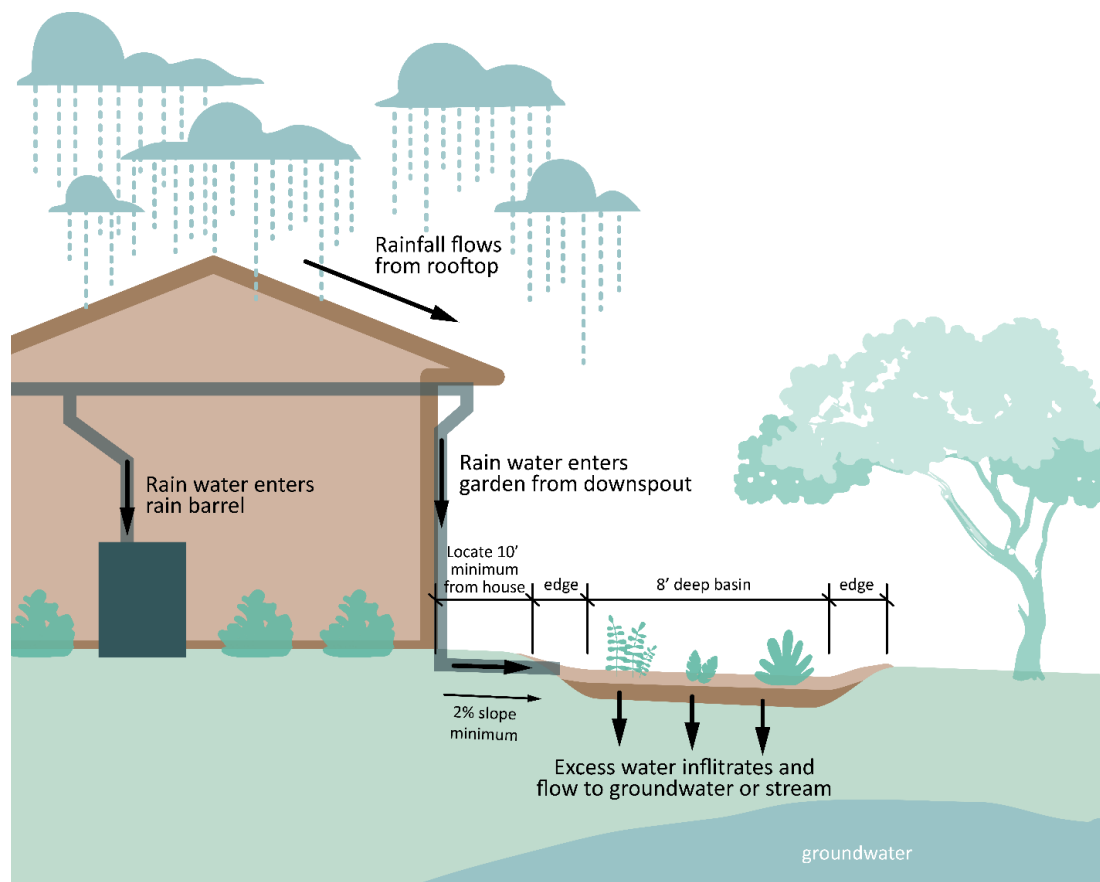 Rainfall flows
from rooftop
Rain water enters
rain barrel
Rain water enters
garden from downspout
Locate 10'
minimum
from house
edge
8' deep basin
edge
2% slope
minimum
Excess water inflitrates and
flow to groundwater or stream
groundwater